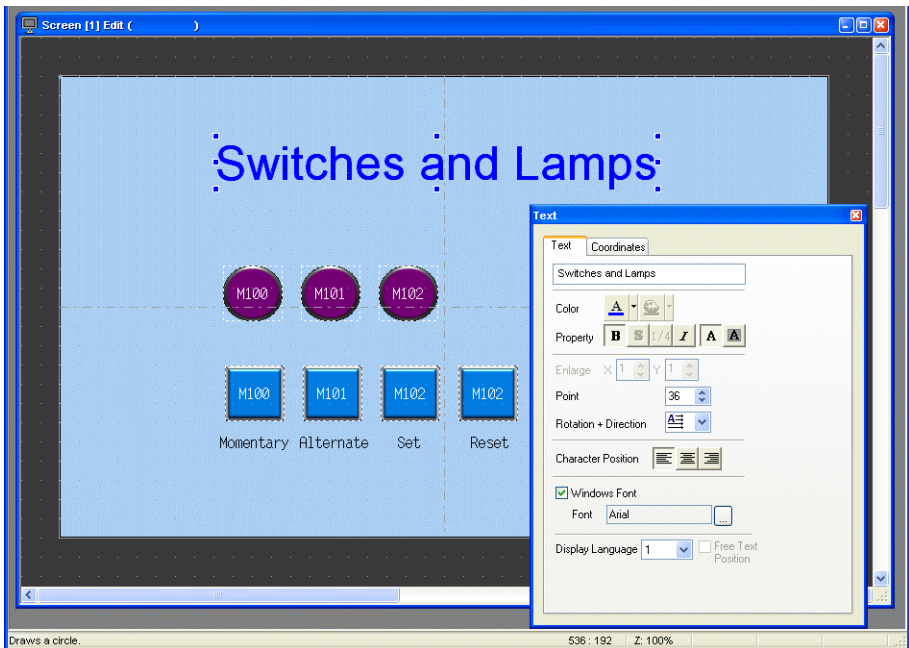 Screen [1] Edit ( )
Switches and Lamps
Text
Text Coordinates
Switches and Lamps
Color A
Property B S 1/4 I A A
Enlarge X 1 Y 1
Point 36
Rotation + Direction A
Character Position
Windows Font
Font Arial ...
Display Language 1 Free Text Position
M100 M101 M102
M100 M101 M102 M102
Momentary Alternate Set Reset
Draws a circle. 536 : 192 Z: 100%